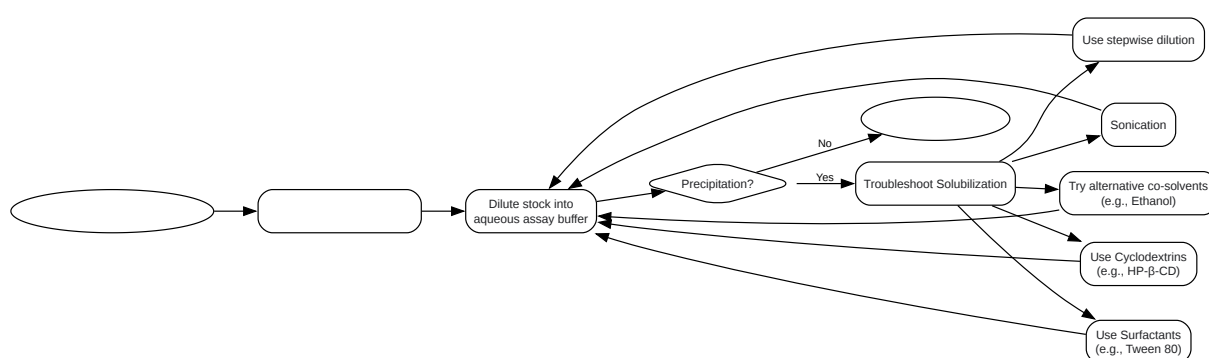 Dilute stock into
aqueous assay buffer
Precipitation?
No
Yes
Troubleshoot Solubilization
Use stepwise dilution
Sonication
Try alternative co-solvents
(e.g., Ethanol)
Use Cyclodextrins
(e.g., HP-β-CD)
Use Surfactants
(e.g., Tween 80)